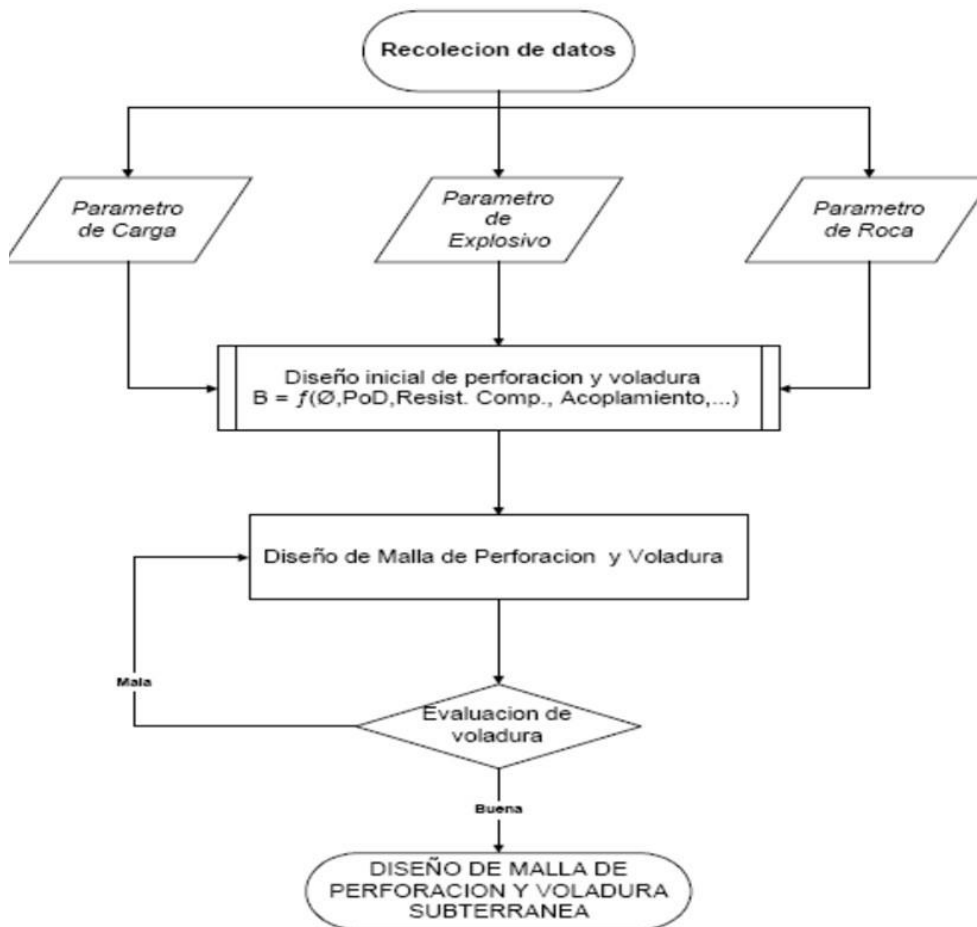 Recolecion de datos
Parametro
de Carga
Parametro
de
Explosivo
Parametro
de Roca
Diseño inicial de perforacion y voladura
B = ƒ(Ø,PoD,Resist. Comp., Acoplamiento,...)
Diseño de Malla de Perforacion y Voladura
Mala
Evaluacion de
voladura
Buena
DISEÑO DE MALLA DE
PERFORACION Y VOLADURA
SUBTERRANEA